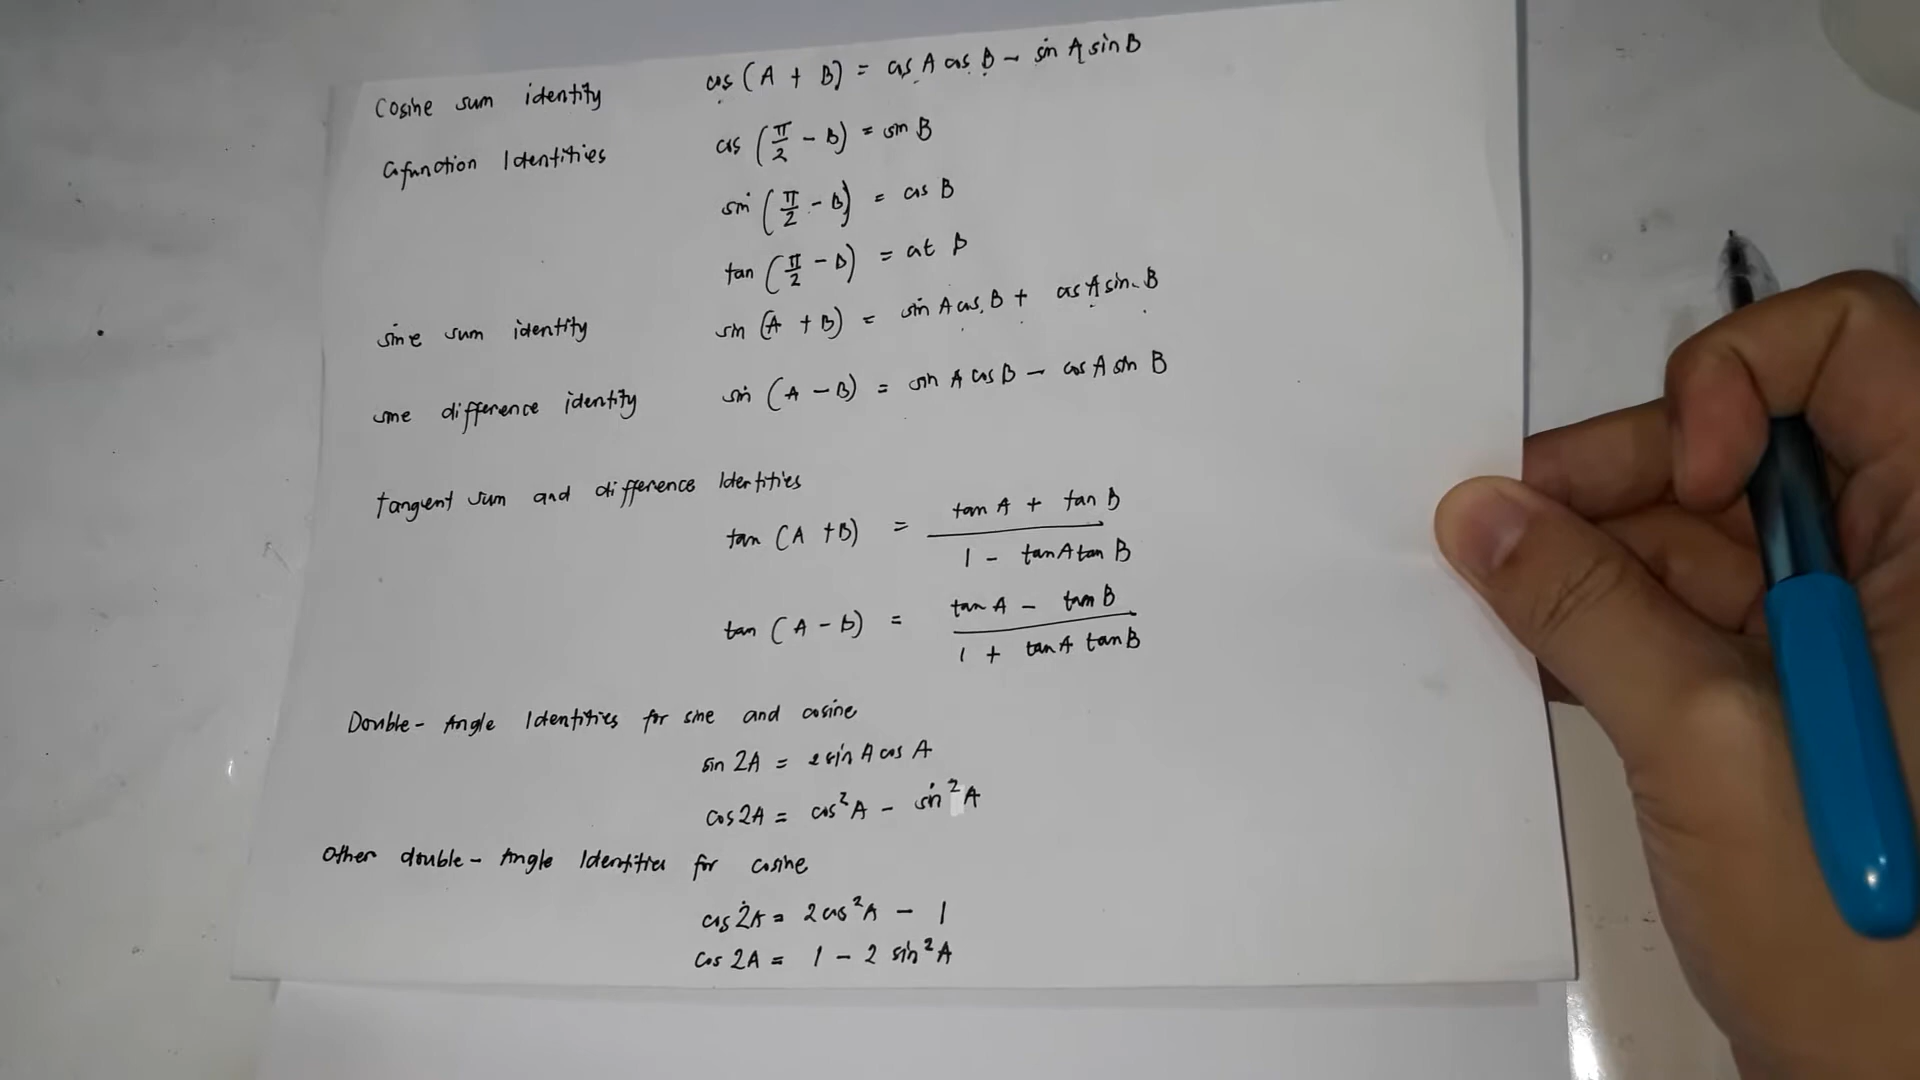 Cosine sum identity cos (A + B) = cos A cos B - sin A sin B
Cofunction Identities cos (π/2 - B) = sin B
sin (π/2 - B) = cos B
tan (π/2 - B) = cot B
sine sum identity sin (A + B) = sin A cos B + cos A sin B
sine difference identity sin (A - B) = sin A cos B - cos A sin B
Tangent sum and difference Identities
tan (A + B) = (tan A + tan B) / (1 - tan A tan B)
tan (A - B) = (tan A - tan B) / (1 + tan A tan B)
Double - Angle Identities for sine and cosine
sin 2A = 2 sin A cos A
cos 2A = cos² A - sin² A
Other double - Angle Identities for cosine
cos 2A = 2 cos² A - 1
cos 2A = 1 - 2 sin² A